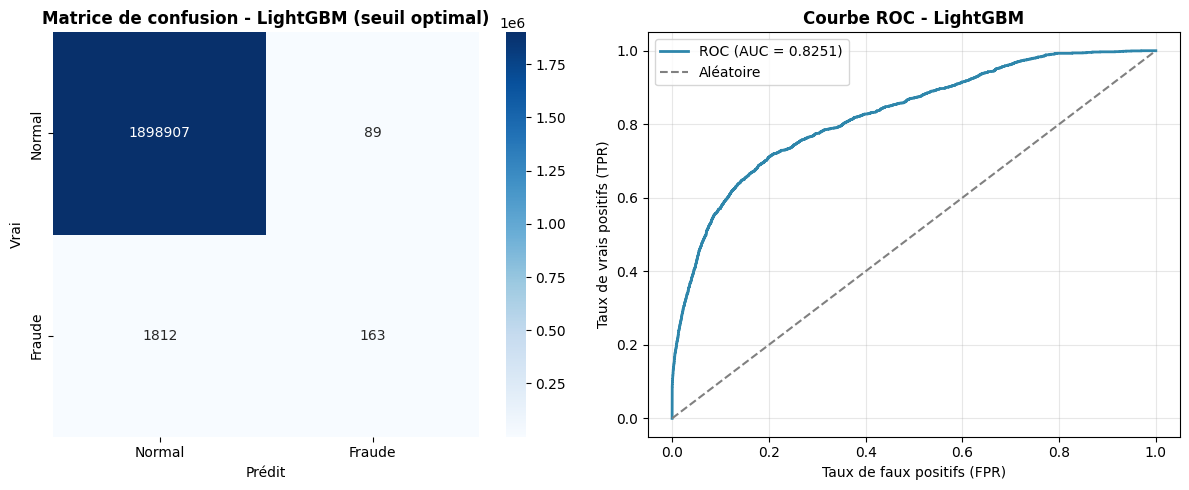 Matrice de confusion - LightGBM (seuil optimal)
1e6
Vrai
Normal
Fraude
1898907
89
1812
163
Normal
Fraude
Prédit
1.75
1.50
1.25
1.00
0.75
0.50
0.25
Courbe ROC - LightGBM
ROC (AUC = 0.8251)
Aléatoire
Taux de vrais positifs (TPR)
1.0
0.8
0.6
0.4
0.2
0.0
0.0
0.2
0.4
0.6
0.8
1.0
Taux de faux positifs (FPR)